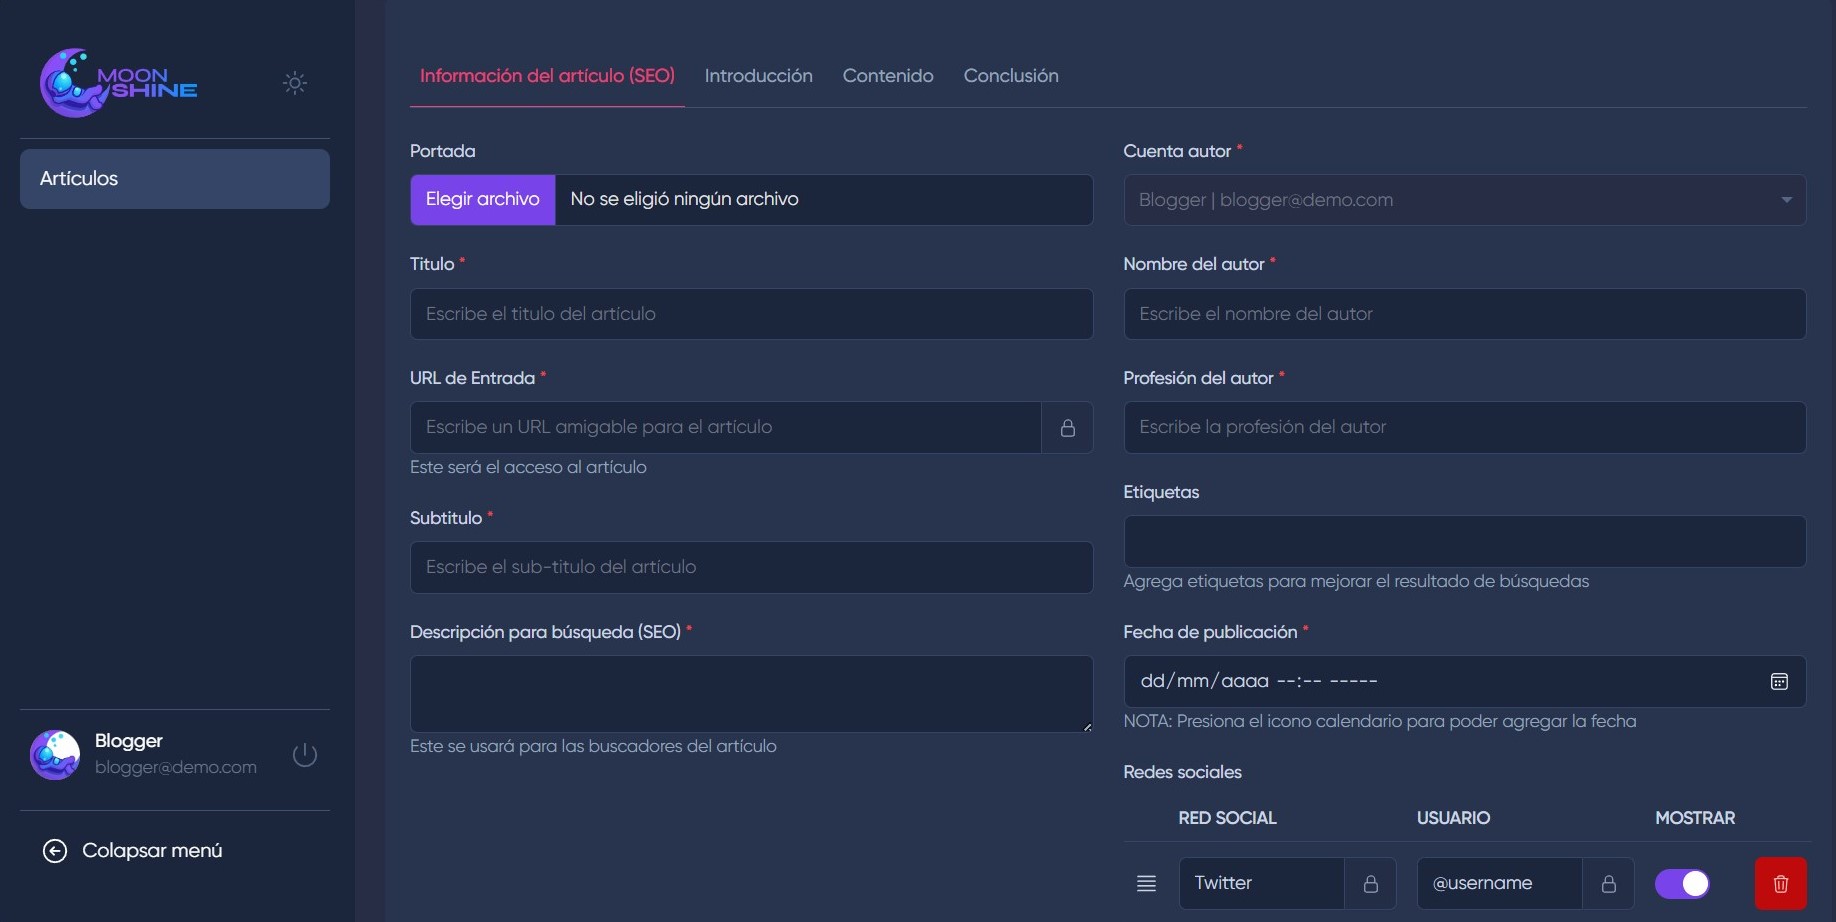 MOON
SHINE
Artículos
Blogger
blogger@demo.com
Colapsar menú
Información del artículo (SEO)
Introducción
Contenido
Conclusión
Portada
Elegir archivo
No se eligió ningún archivo
Titulo *
Escribe el titulo del artículo
URL de Entrada *
Escribe un URL amigable para el artículo
Este será el acceso al artículo
Subtitulo *
Escribe el sub-titulo del artículo
Descripción para búsqueda (SEO) *
Este se usará para las buscadores del artículo
Cuenta autor *
Blogger | blogger@demo.com
Nombre del autor *
Escribe el nombre del autor
Profesión del autor *
Escribe la profesión del autor
Etiquetas
Agrega etiquetas para mejorar el resultado de búsquedas
Fecha de publicación *
dd/mm/aaaa --:-- -----
NOTA: Presiona el icono calendario para poder agregar la fecha
Redes sociales
RED SOCIAL
USUARIO
MOSTRAR
Twitter
@username